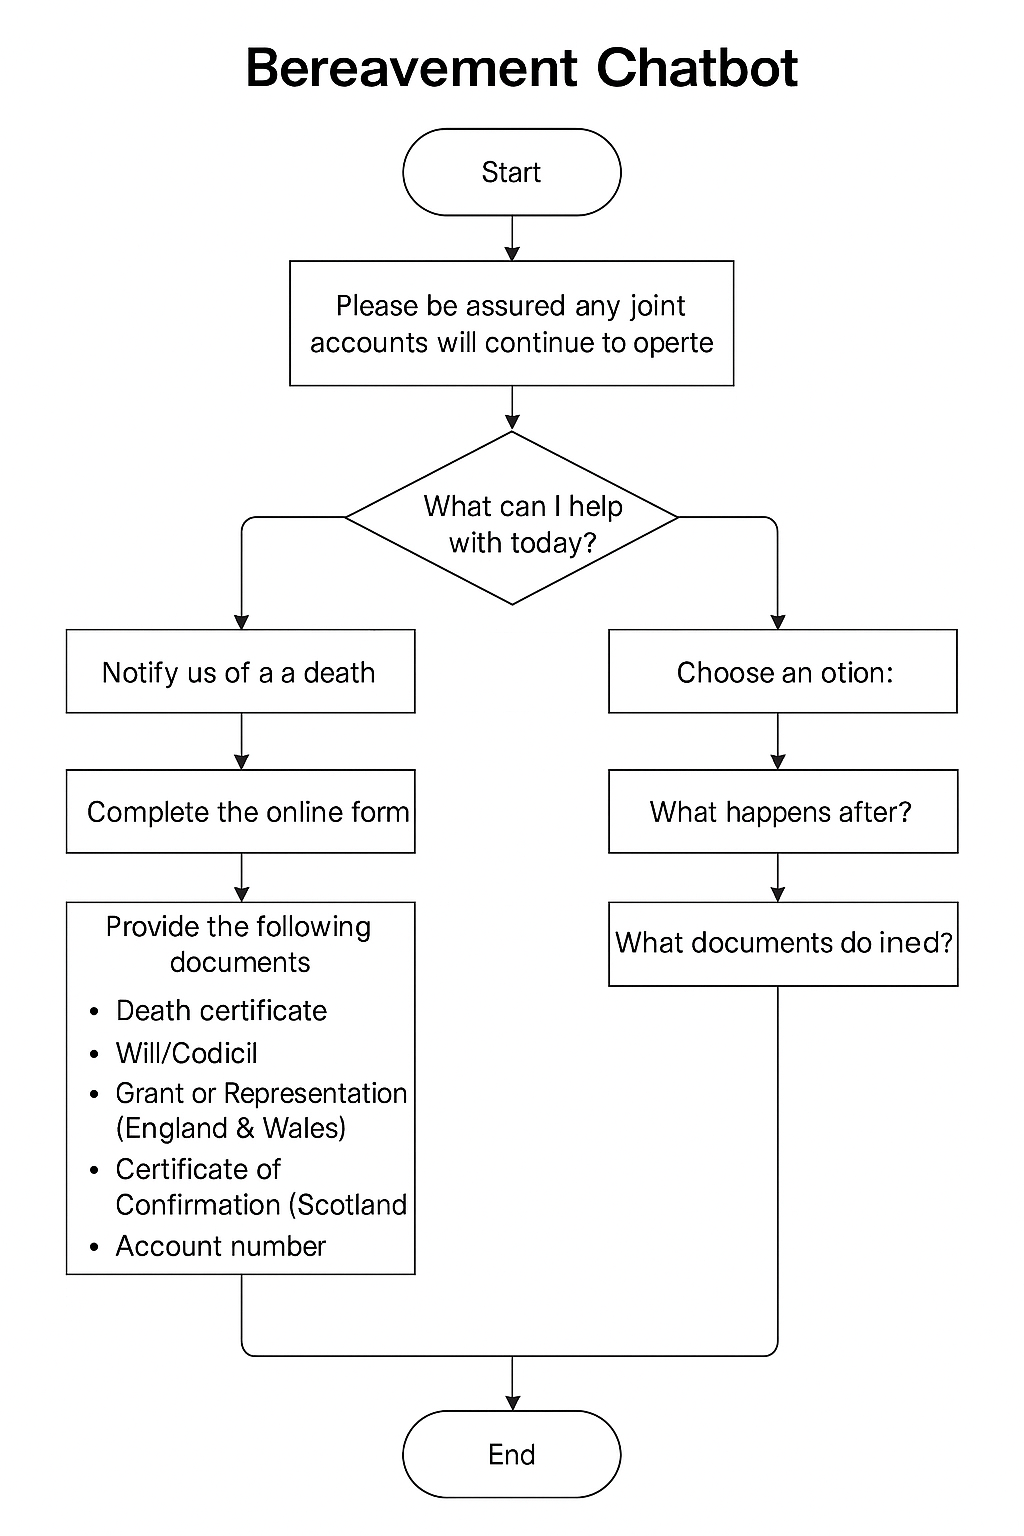 Bereavement Chatbot
Start
Please be assured any joint
accounts will continue to operte
What can I help
with today?
Notify us of a a death
Complete the online form
Provide the following
documents
• Death certificate
• Will/Codicil
• Grant or Representation
(England & Wales)
• Certificate of
Confirmation (Scotland
• Account number
Choose an otion:
What happens after?
What documents do ined?
End